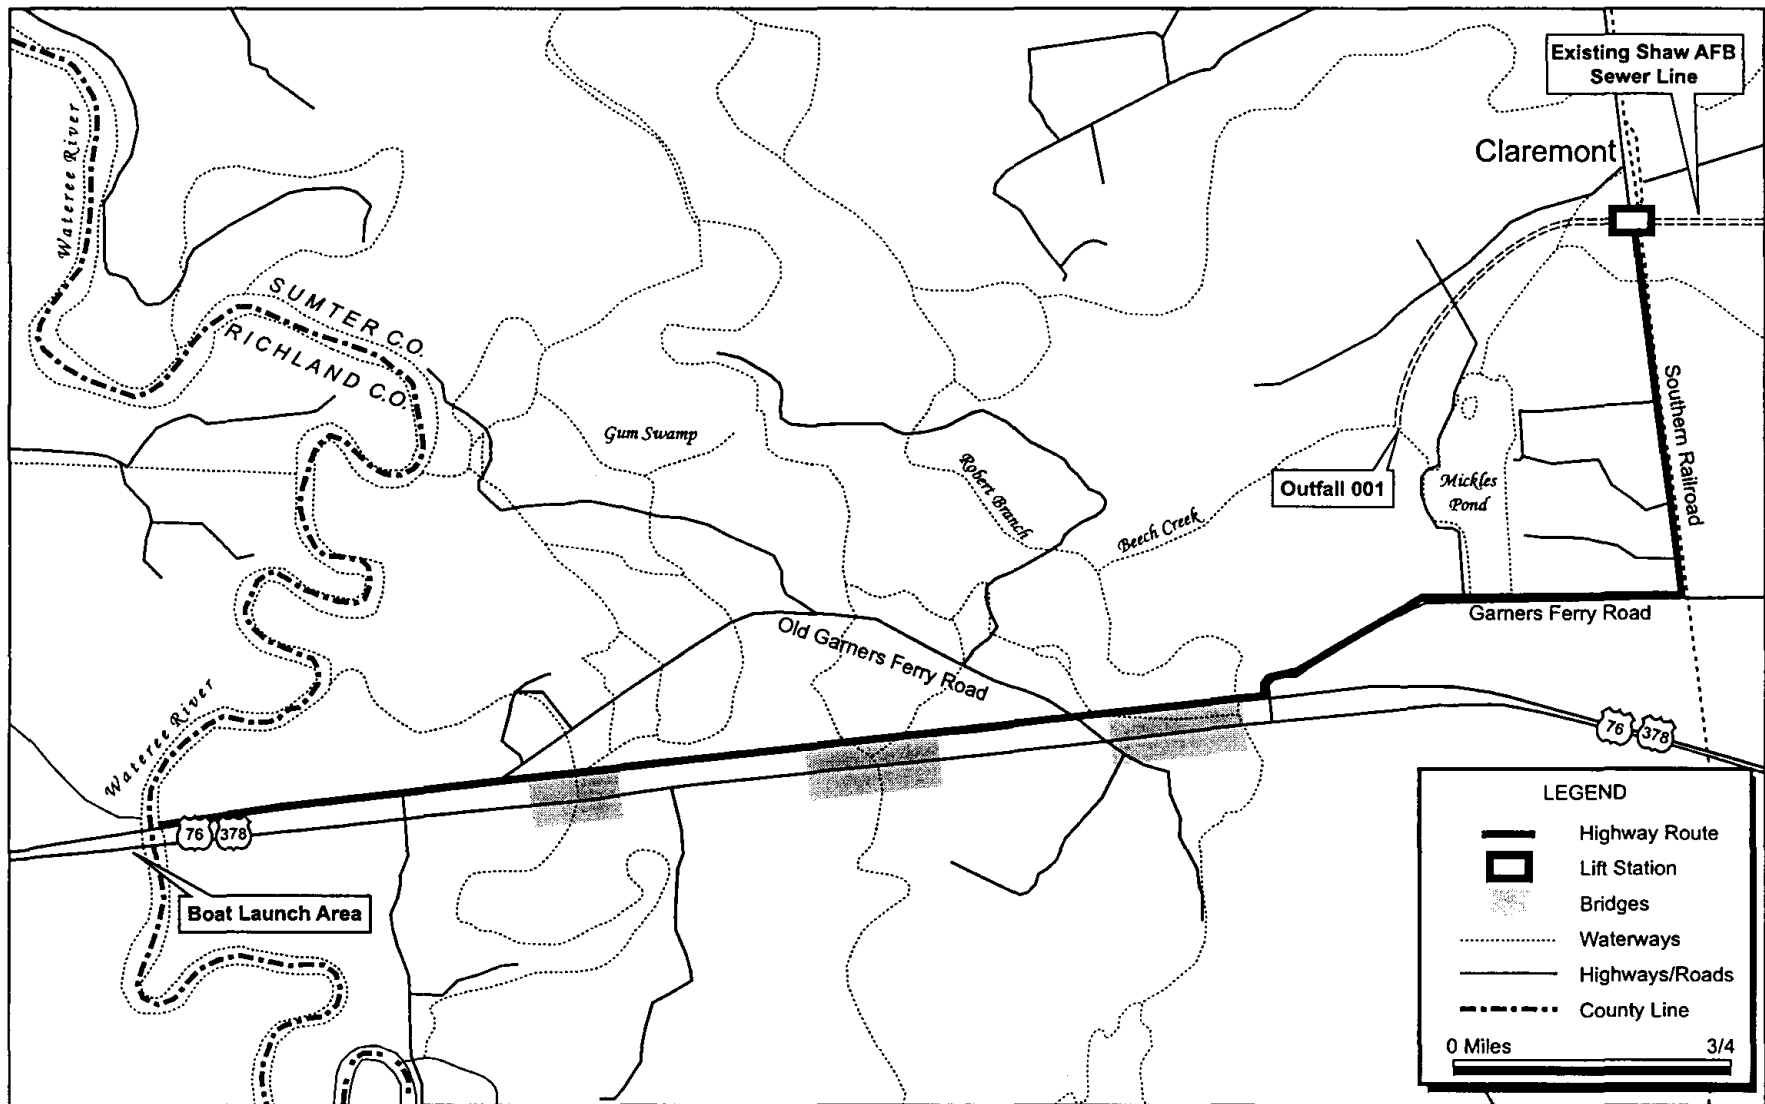 Existing Shaw AFB
Sewer Line
Claremont
Wateree River
SUMTER C.O.
RICHLAND C.O.
Southern Railroad
Gum Swamp
Robert Branch
Mickles
Pond
Outfall 001
Beech Creek
Garners Ferry Road
Old Garners Ferry Road
Wateree River
76 378
76 378
Boat Launch Area
LEGEND
Highway Route
Lift Station
Bridges
Waterways
Highways/Roads
County Line
0 Miles 3/4